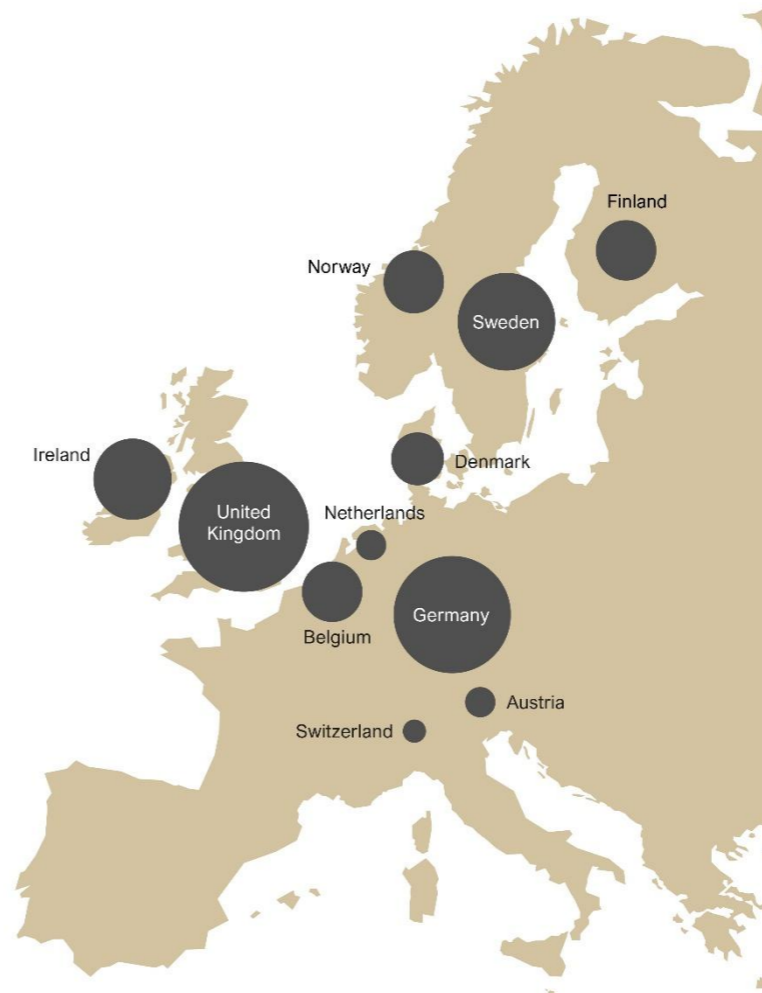 Finland
Norway
Sweden
Ireland
Denmark
United
Kingdom
Netherlands
Germany
Belgium
Austria
Switzerland